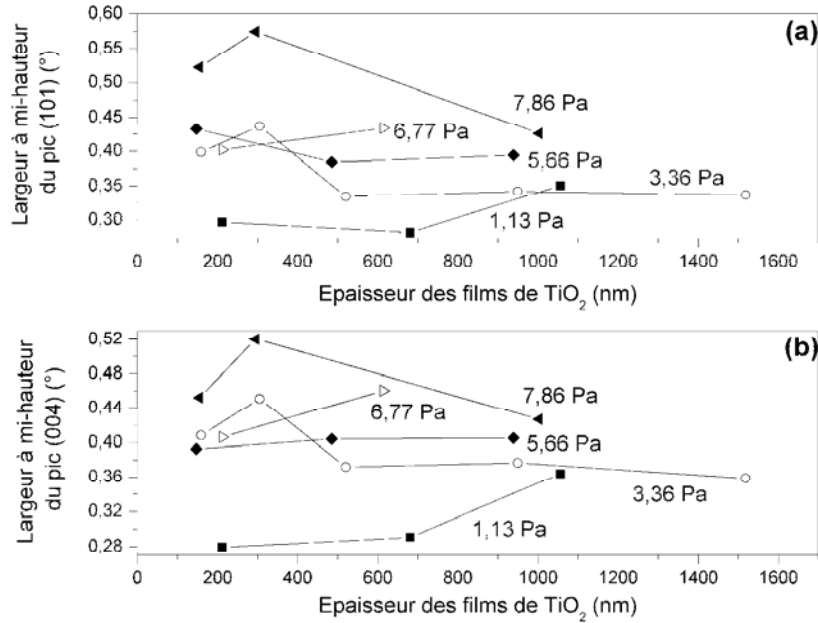 (a)
Largeur à mi-hauteur
du pic (101) (°)
0,60
0,55
0,50
0,45
0,40
0,35
0,30
7,86 Pa
6,77 Pa
5,66 Pa
3,36 Pa
1,13 Pa
0 200 400 600 800 1000 1200 1400 1600
Epaisseur des films de TiO2 (nm)
(b)
Largeur à mi-hauteur
du pic (004) (°)
0,52
0,48
0,44
0,40
0,36
0,32
0,28
7,86 Pa
6,77 Pa
5,66 Pa
3,36 Pa
1,13 Pa
0 200 400 600 800 1000 1200 1400 1600
Epaisseur des films de TiO2 (nm)